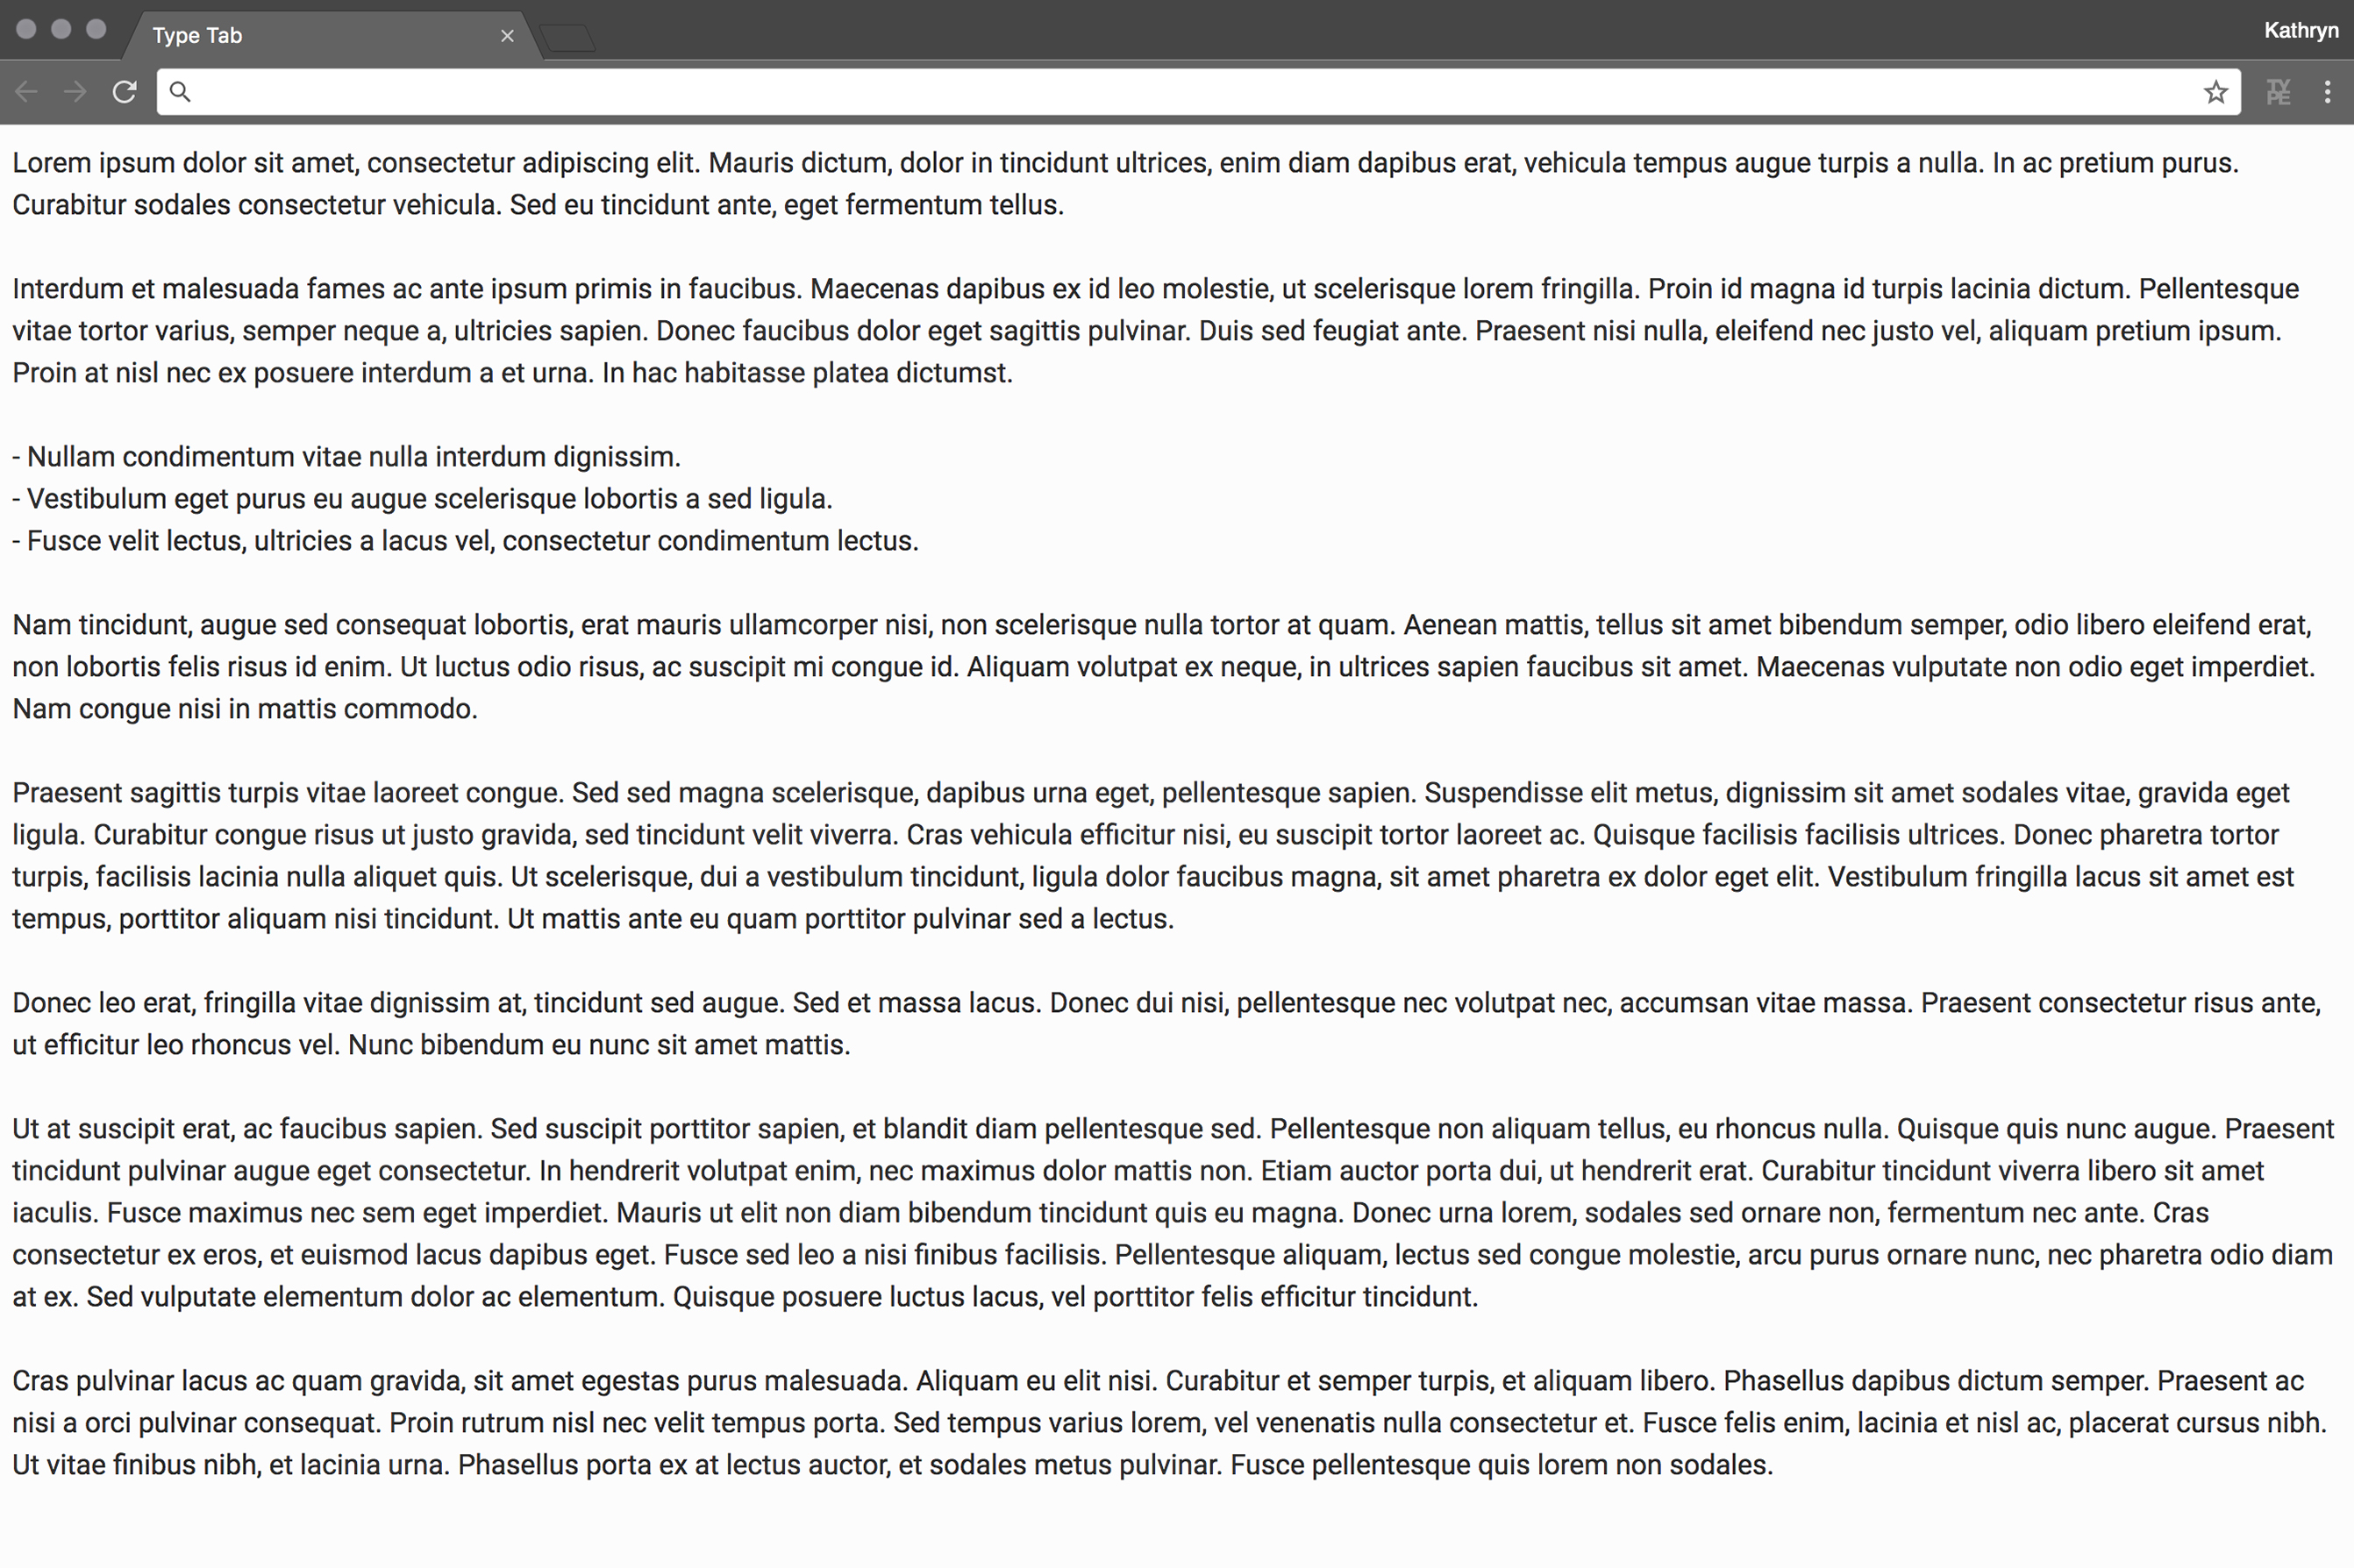 Type Tab
Kathryn
TYPE
Lorem ipsum dolor sit amet, consectetur adipiscing elit. Mauris dictum, dolor in tincidunt ultrices, enim diam dapibus erat, vehicula tempus augue turpis a nulla. In ac pretium purus.
Curabitur sodales consectetur vehicula. Sed eu tincidunt ante, eget fermentum tellus.
Interdum et malesuada fames ac ante ipsum primis in faucibus. Maecenas dapibus ex id leo molestie, ut scelerisque lorem fringilla. Proin id magna id turpis lacinia dictum. Pellentesque
vitae tortor varius, semper neque a, ultricies sapien. Donec faucibus dolor eget sagittis pulvinar. Duis sed feugiat ante. Praesent nisi nulla, eleifend nec justo vel, aliquam pretium ipsum.
Proin at nisl nec ex posuere interdum a et urna. In hac habitasse platea dictumst.
- Nullam condimentum vitae nulla interdum dignissim.
- Vestibulum eget purus eu augue scelerisque lobortis a sed ligula.
- Fusce velit lectus, ultricies a lacus vel, consectetur condimentum lectus.
Nam tincidunt, augue sed consequat lobortis, erat mauris ullamcorper nisi, non scelerisque nulla tortor at quam. Aenean mattis, tellus sit amet bibendum semper, odio libero eleifend erat,
non lobortis felis risus id enim. Ut luctus odio risus, ac suscipit mi congue id. Aliquam volutpat ex neque, in ultrices sapien faucibus sit amet. Maecenas vulputate non odio eget imperdiet.
Nam congue nisi in mattis commodo.
Praesent sagittis turpis vitae laoreet congue. Sed sed magna scelerisque, dapibus urna eget, pellentesque sapien. Suspendisse elit metus, dignissim sit amet sodales vitae, gravida eget
ligula. Curabitur congue risus ut justo gravida, sed tincidunt velit viverra. Cras vehicula efficitur nisi, eu suscipit tortor laoreet ac. Quisque facilisis facilisis ultrices. Donec pharetra tortor
turpis, facilisis lacinia nulla aliquet quis. Ut scelerisque, dui a vestibulum tincidunt, ligula dolor faucibus magna, sit amet pharetra ex dolor eget elit. Vestibulum fringilla lacus sit amet est
tempus, porttitor aliquam nisi tincidunt. Ut mattis ante eu quam porttitor pulvinar sed a lectus.
Donec leo erat, fringilla vitae dignissim at, tincidunt sed augue. Sed et massa lacus. Donec dui nisi, pellentesque nec volutpat nec, accumsan vitae massa. Praesent consectetur risus ante,
ut efficitur leo rhoncus vel. Nunc bibendum eu nunc sit amet mattis.
Ut at suscipit erat, ac faucibus sapien. Sed suscipit porttitor sapien, et blandit diam pellentesque sed. Pellentesque non aliquam tellus, eu rhoncus nulla. Quisque quis nunc augue. Praesent
tincidunt pulvinar augue eget consectetur. In hendrerit volutpat enim, nec maximus dolor mattis non. Etiam auctor porta dui, ut hendrerit erat. Curabitur tincidunt viverra libero sit amet
iaculis. Fusce maximus nec sem eget imperdiet. Mauris ut elit non diam bibendum tincidunt quis eu magna. Donec urna lorem, sodales sed ornare non, fermentum nec ante. Cras
consectetur ex eros, et euismod lacus dapibus eget. Fusce sed leo a nisi finibus facilisis. Pellentesque aliquam, lectus sed congue molestie, arcu purus ornare nunc, nec pharetra odio diam
at ex. Sed vulputate elementum dolor ac elementum. Quisque posuere luctus lacus, vel porttitor felis efficitur tincidunt.
Cras pulvinar lacus ac quam gravida, sit amet egestas purus malesuada. Aliquam eu elit nisi. Curabitur et semper turpis, et aliquam libero. Phasellus dapibus dictum semper. Praesent ac
nisi a orci pulvinar consequat. Proin rutrum nisl nec velit tempus porta. Sed tempus varius lorem, vel venenatis nulla consectetur et. Fusce felis enim, lacinia et nisl ac, placerat cursus nibh.
Ut vitae finibus nibh, et lacinia urna. Phasellus porta ex at lectus auctor, et sodales metus pulvinar. Fusce pellentesque quis lorem non sodales.